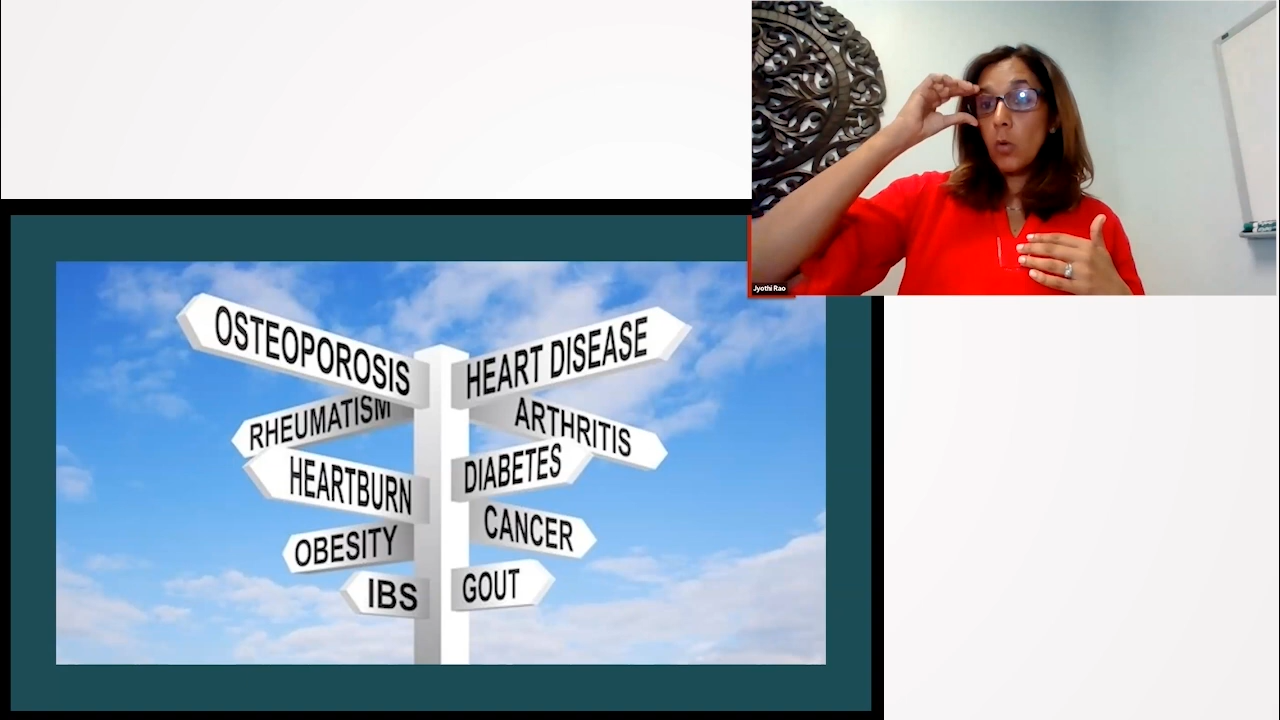 Jyothi Rao
OSTEOPOROSIS
HEART DISEASE
RHEUMATISM
ARTHRITIS
HEARTBURN
DIABETES
OBESITY
CANCER
IBS
GOUT